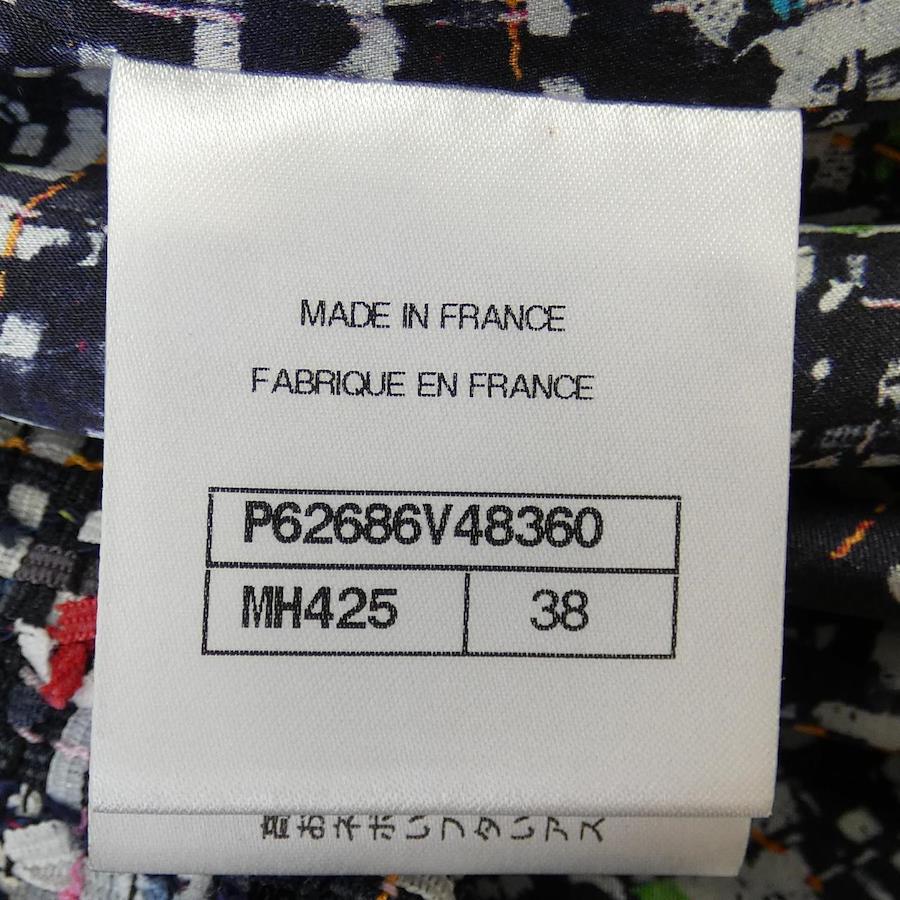 MADE IN FRANCE
FABRIQUE EN FRANCE
P62686V48360
MH425 38